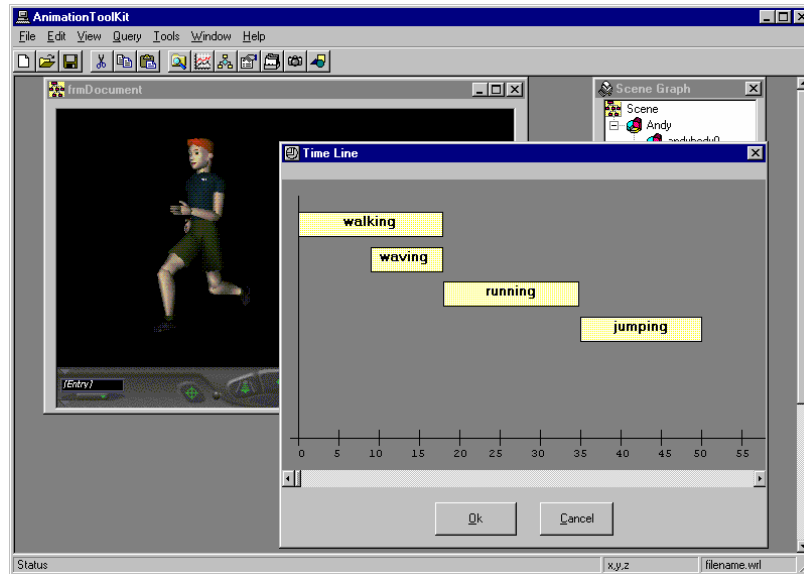 AnimationToolKit
File Edit View Query Tools Window Help
frmDocument
Scene Graph
Scene
Andy
andybody0
Time Line
walking
waving
running
jumping
[Entry]
0 5 10 15 20 25 30 35 40 45 50 55
Ok Cancel
Status x,y,z filename.wrl